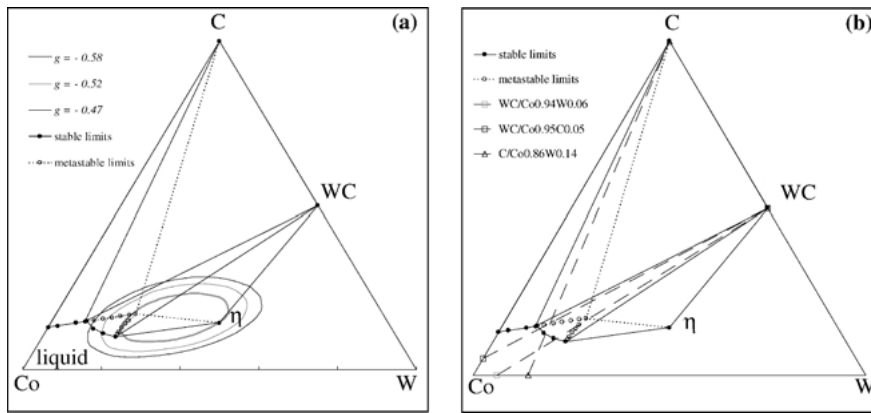 (a)
C
g = - 0.58
g = - 0.52
g = - 0.47
stable limits
metastable limits
WC
η
liquid
Co
W
(b)
C
stable limits
metastable limits
WC/Co0.94W0.06
WC/Co0.95C0.05
C/Co0.86W0.14
WC
η
Co
W